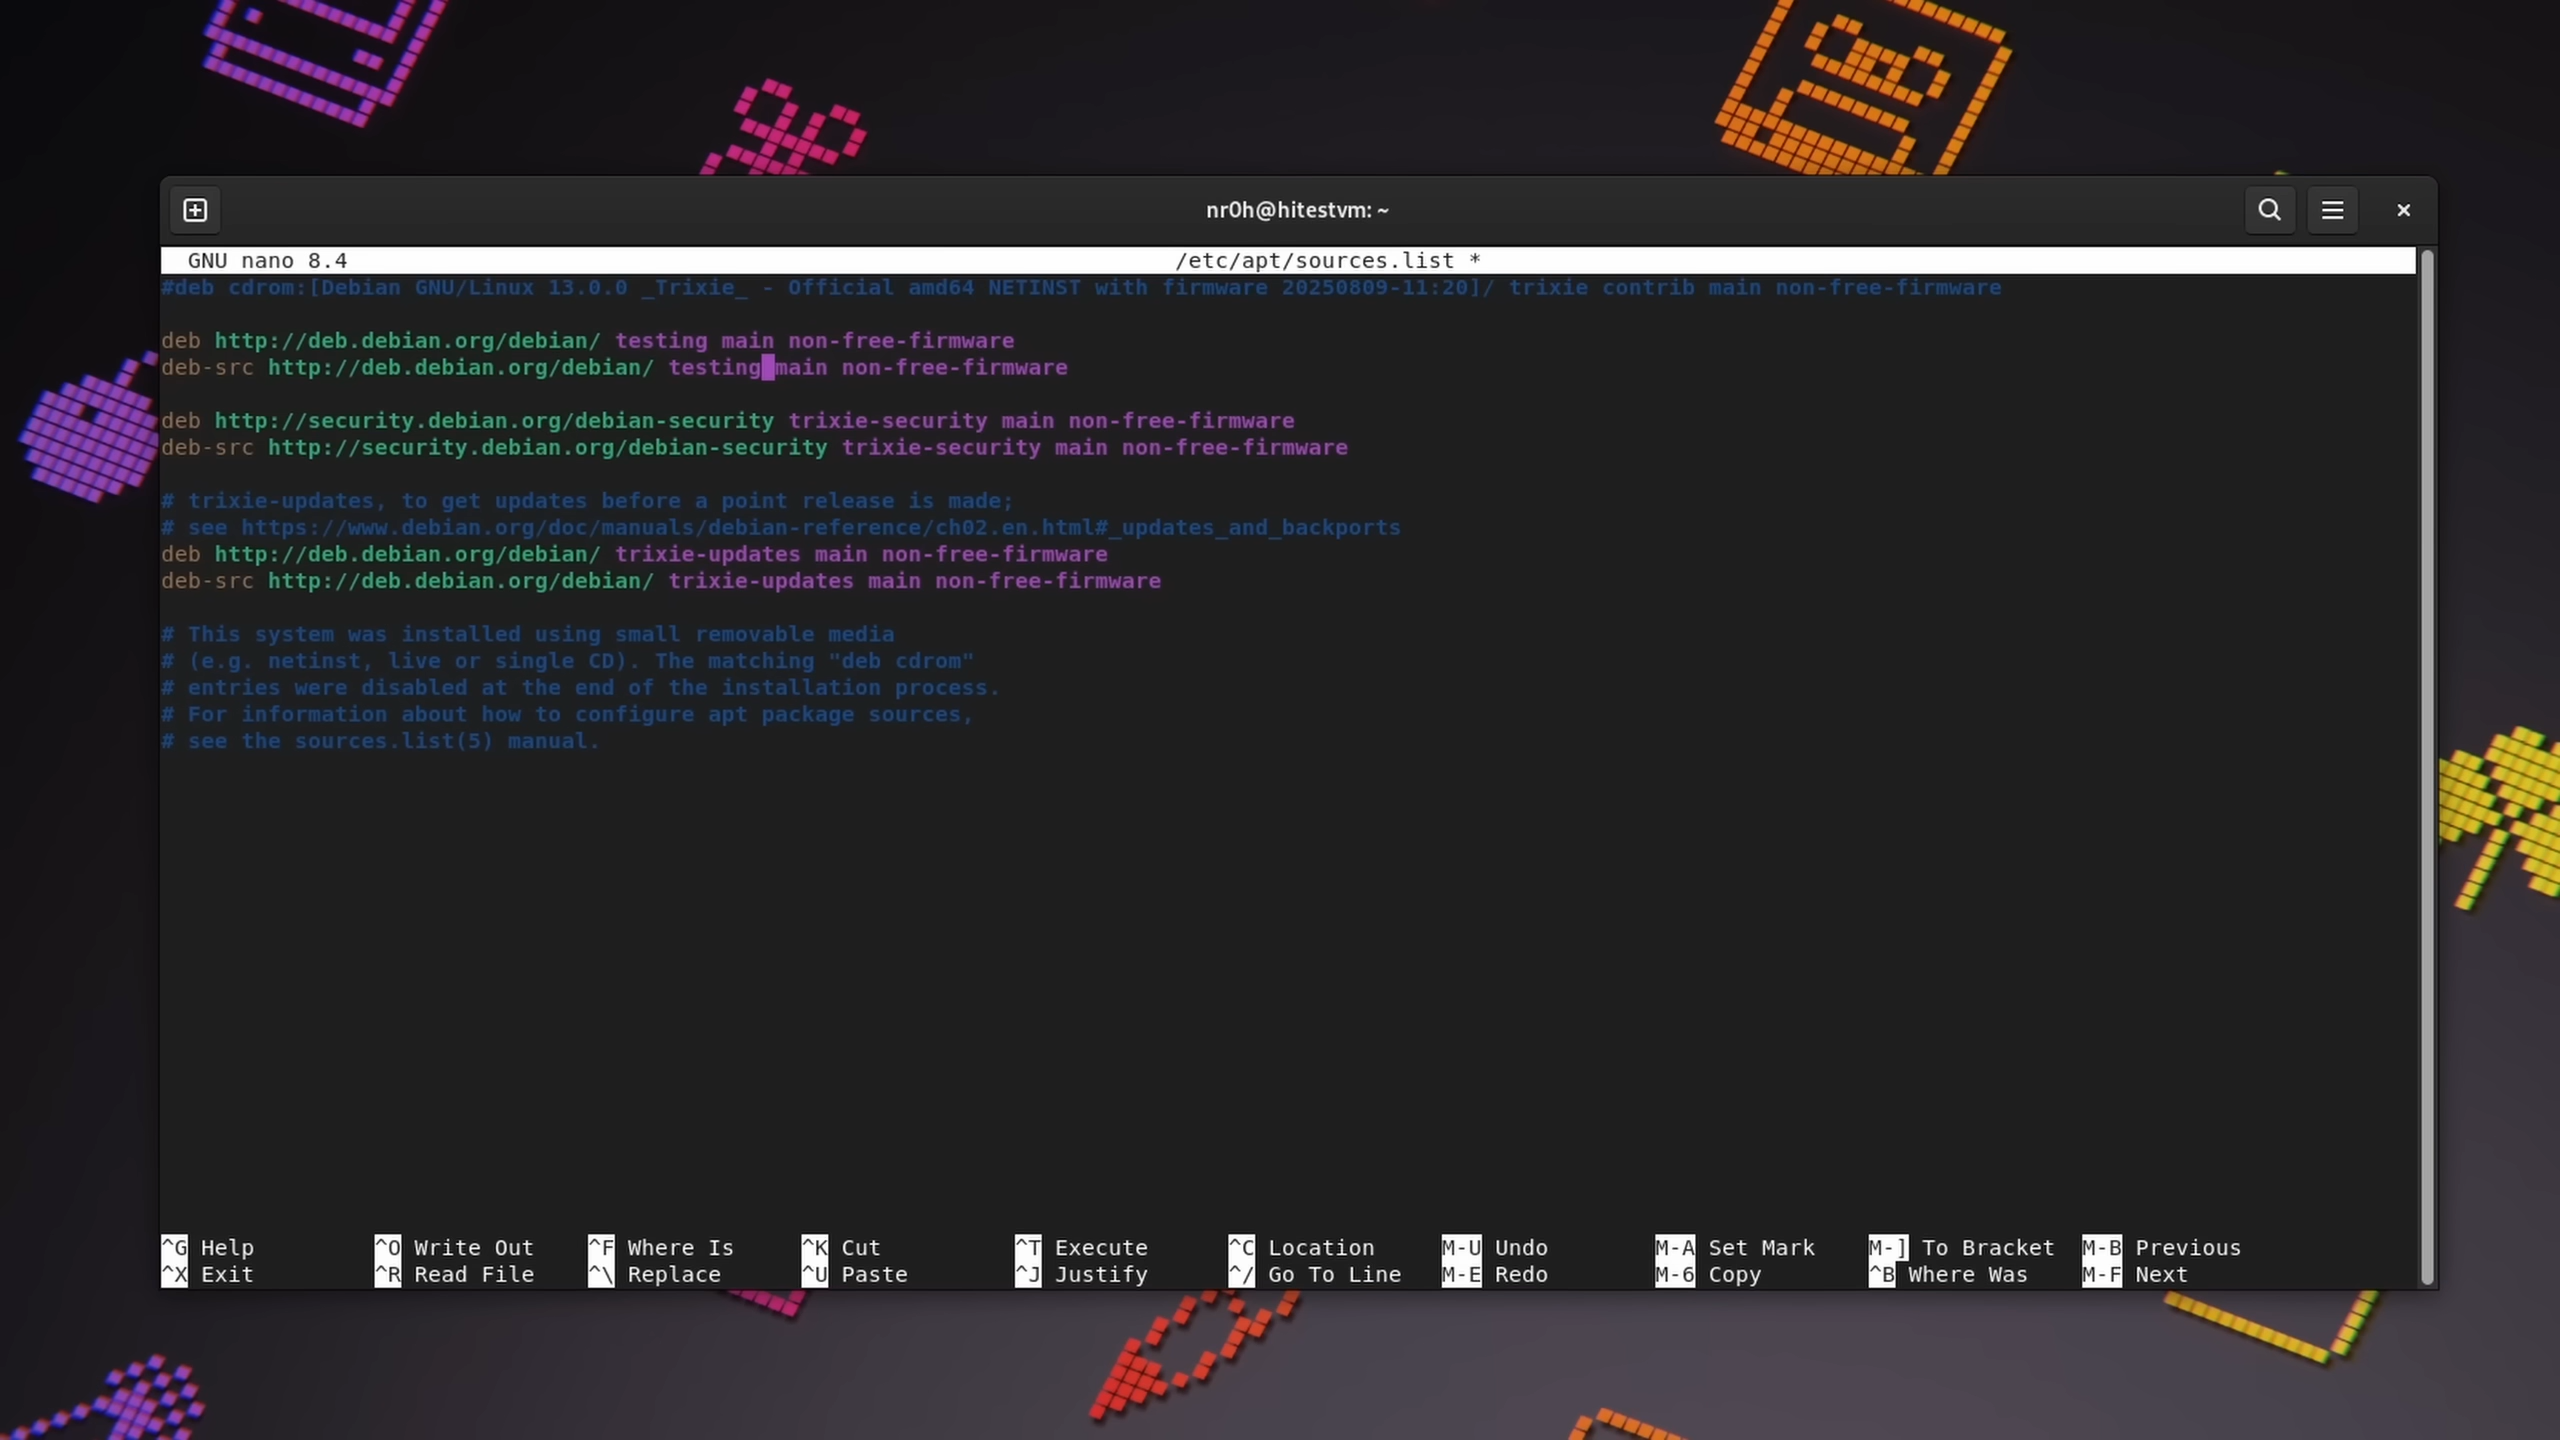 nr0h@hitestvm: ~
GNU nano 8.4 /etc/apt/sources.list *
#deb cdrom:[Debian GNU/Linux 13.0.0 _Trixie_ - Official amd64 NETINST with firmware 20250809-11:20]/ trixie contrib main non-free-firmware
deb http://deb.debian.org/debian/ testing main non-free-firmware
deb-src http://deb.debian.org/debian/ testing main non-free-firmware
deb http://security.debian.org/debian-security trixie-security main non-free-firmware
deb-src http://security.debian.org/debian-security trixie-security main non-free-firmware
# trixie-updates, to get updates before a point release is made;
# see https://www.debian.org/doc/manuals/debian-reference/ch02.en.html#_updates_and_backports
deb http://deb.debian.org/debian/ trixie-updates main non-free-firmware
deb-src http://deb.debian.org/debian/ trixie-updates main non-free-firmware
# This system was installed using small removable media
# (e.g. netinst, live or single CD). The matching "deb cdrom"
# entries were disabled at the end of the installation process.
# For information about how to configure apt package sources,
# see the sources.list(5) manual.
^G Help ^O Write Out ^F Where Is ^K Cut ^T Execute ^C Location M-U Undo M-A Set Mark M-] To Bracket M-B Previous
^X Exit ^R Read File ^\ Replace ^U Paste ^J Justify ^/ Go To Line M-E Redo M-6 Copy ^B Where Was M-F Next